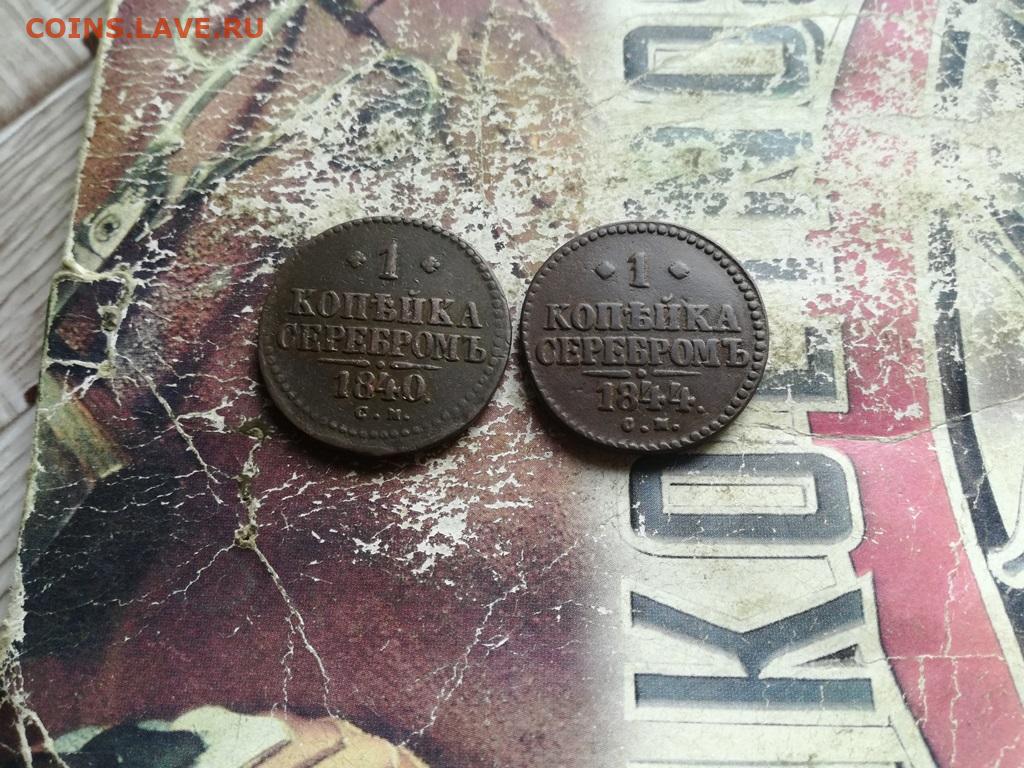 COINS.LAVE.RU
1
КОПѢЙКА
СЕРЕБРОМЪ
1840.
С. М.
1
КОПѢЙКА
СЕРЕБРОМЪ
1844.
С. М.